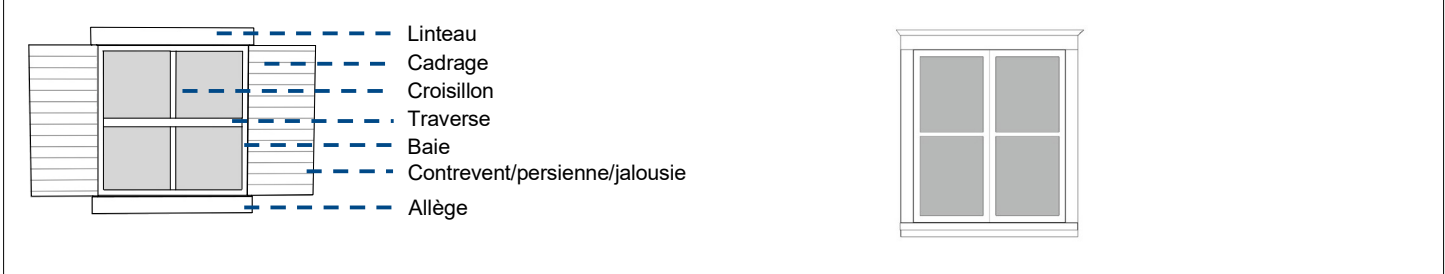 Linteau
Cadrage
Croisillon
Traverse
Baie
Contrevent/persienne/jalousie
Allège